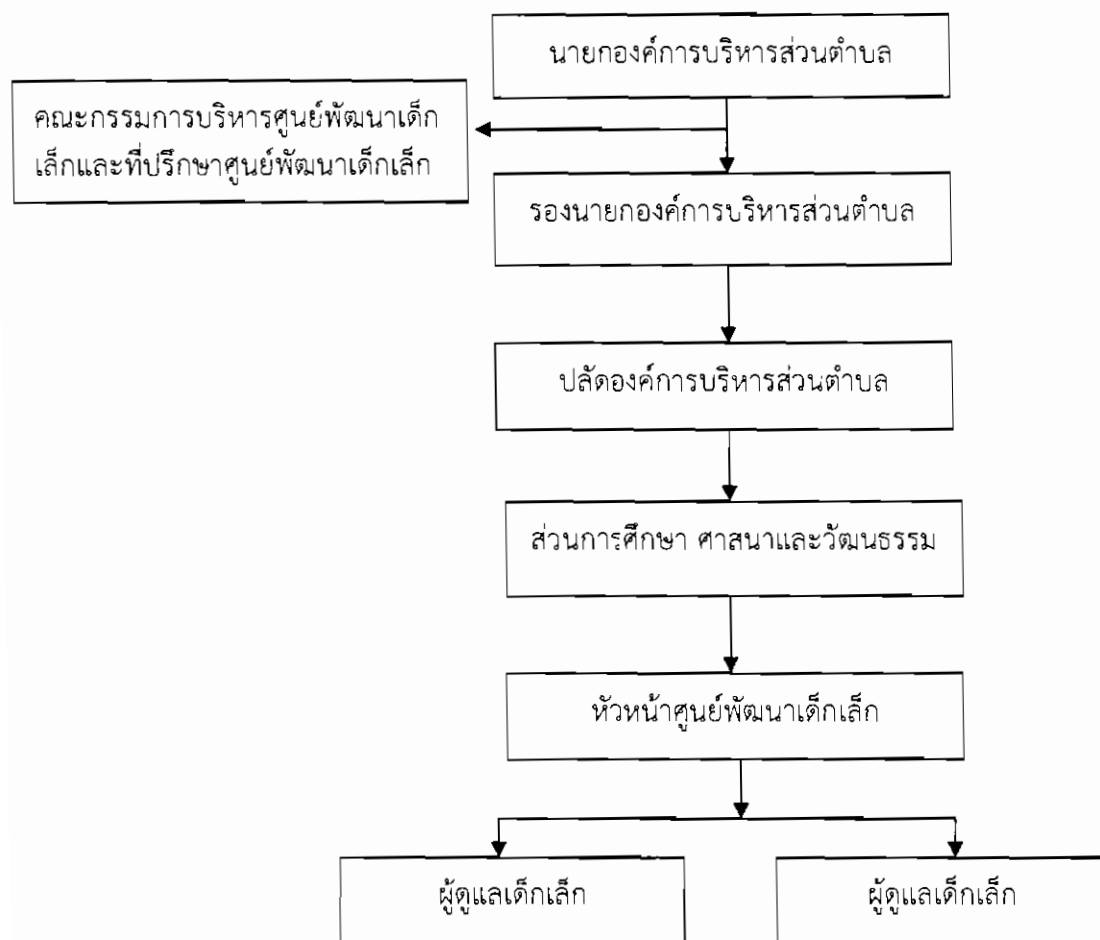 นายกองค์การบริหารส่วนตำบล
คณะกรรมการบริหารศูนย์พัฒนาเด็ก
เล็กและที่ปรึกษาศูนย์พัฒนาเด็กเล็ก
รองนายกองค์การบริหารส่วนตำบล
ปลัดองค์การบริหารส่วนตำบล
ส่วนการศึกษา ศาสนาและวัฒนธรรม
หัวหน้าศูนย์พัฒนาเด็กเล็ก
ผู้ดูแลเด็กเล็ก
ผู้ดูแลเด็กเล็ก